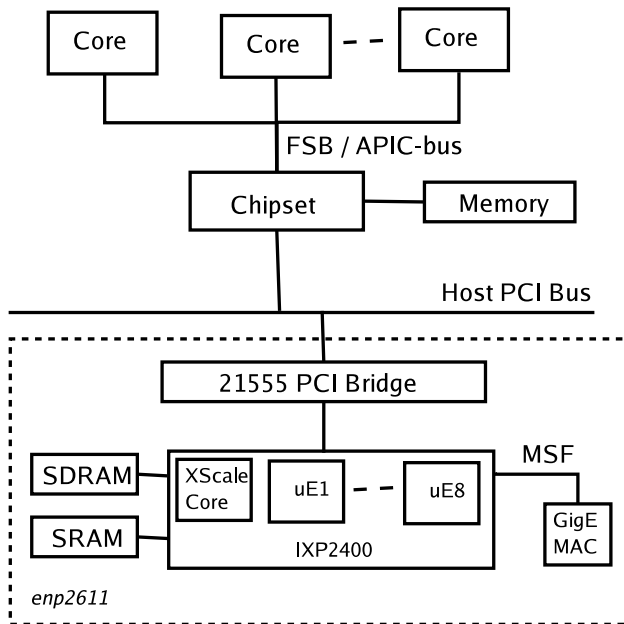 Core
Core
Core
FSB / APIC-bus
Chipset
Memory
Host PCI Bus
21555 PCI Bridge
SDRAM
XScale
Core
uE1
uE8
MSF
SRAM
IXP2400
GigE
MAC
enp2611